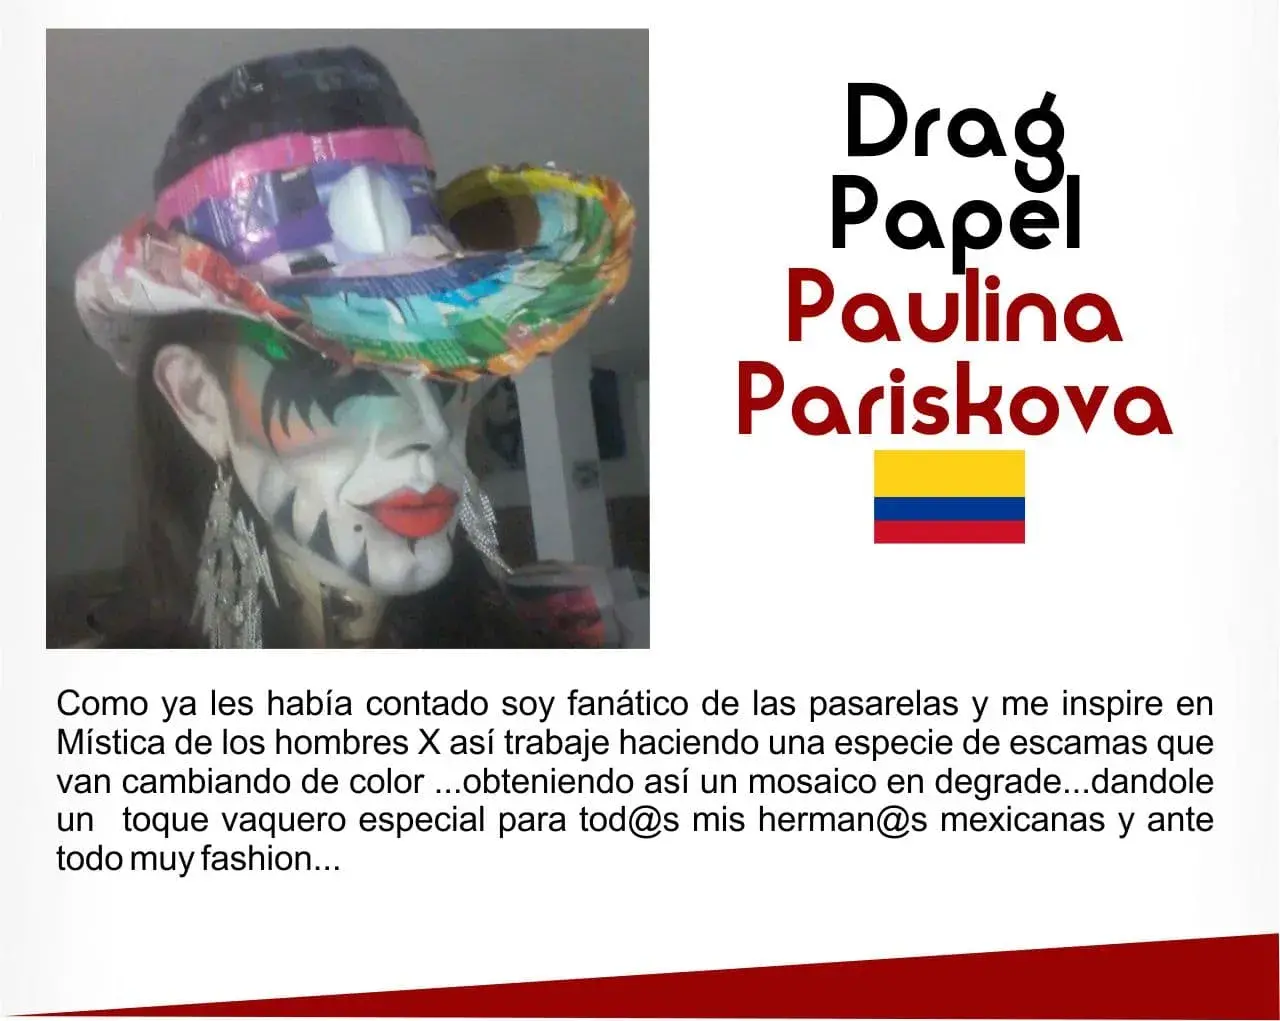 Drag
Papel
Paulina
Pariskova
Como ya les había contado soy fanático de las pasarelas y me inspire en
Mística de los hombres X así trabaje haciendo una especie de escamas que
van cambiando de color ...obteniendo así un mosaico en degrade...dandole
un toque vaquero especial para tod@s mis herman@s mexicanas y ante
todo muy fashion...